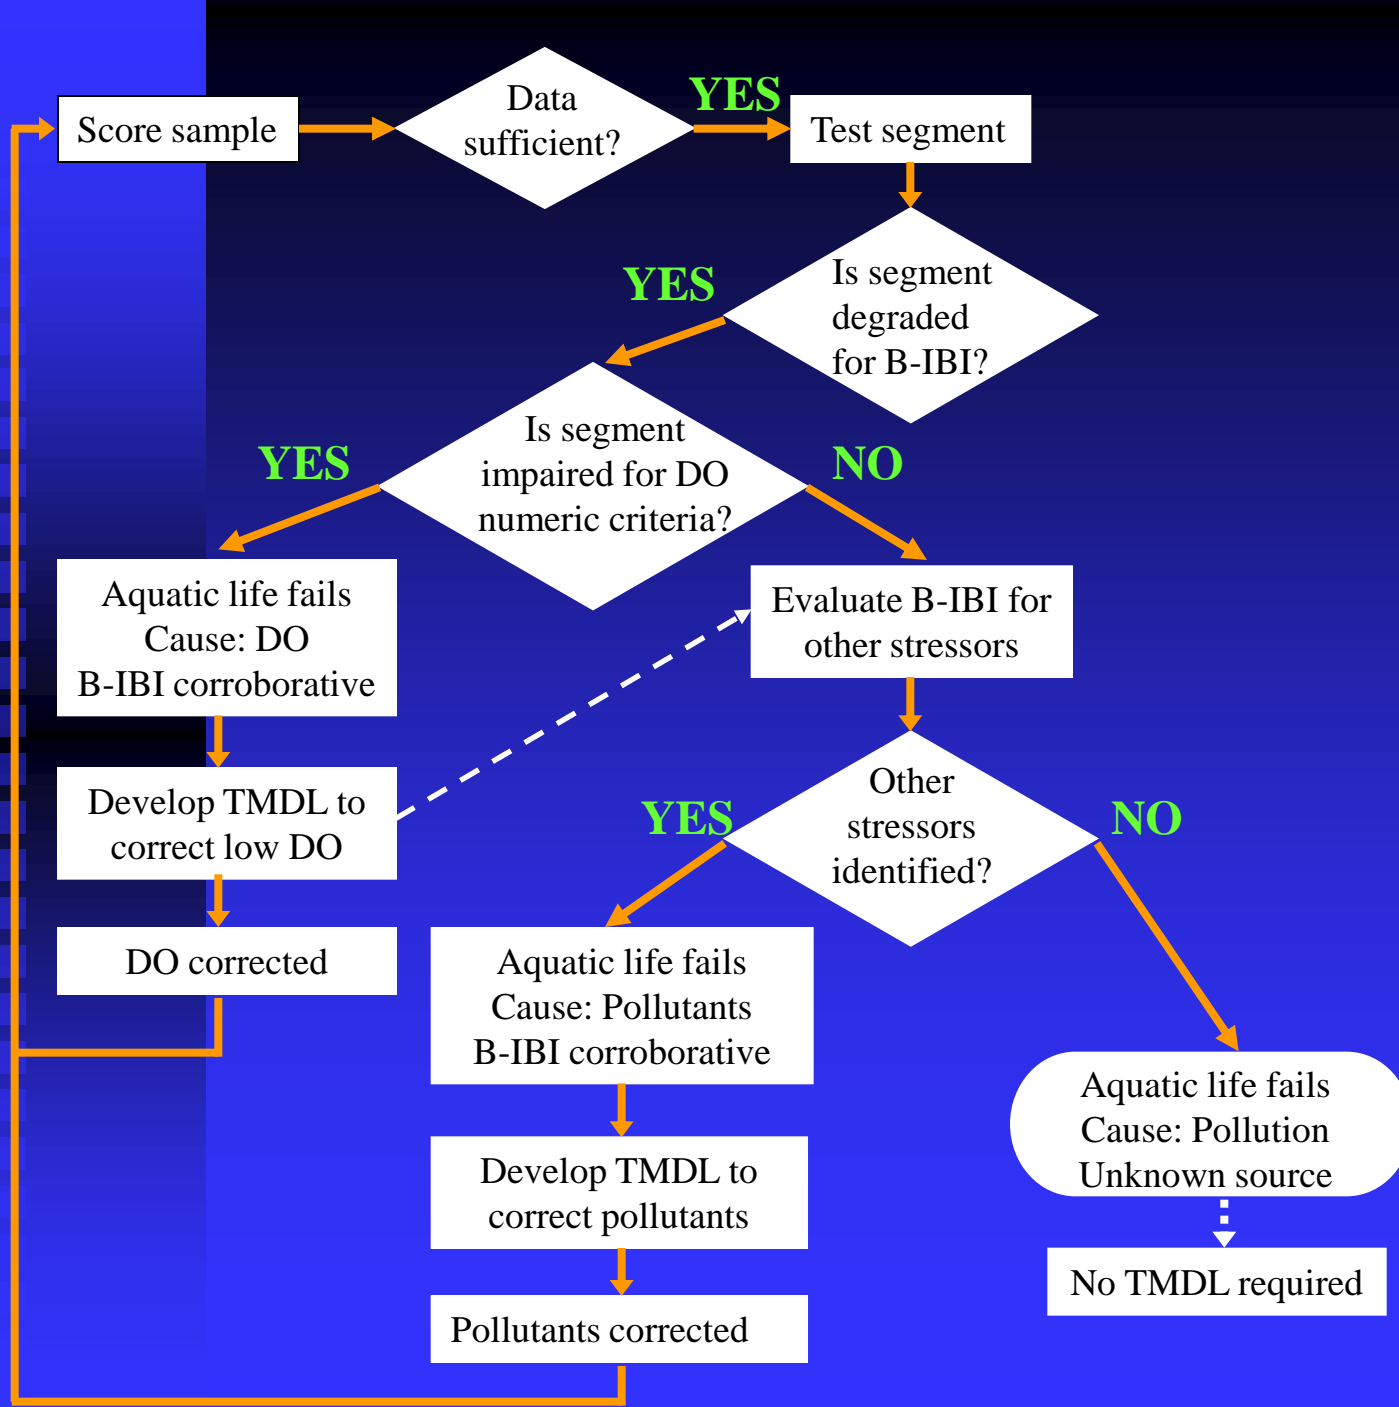 Score sample
Data
sufficient?
YES
Test segment
YES
Is segment
degraded
for B-IBI?
YES
Is segment
impaired for DO
numeric criteria?
NO
Aquatic life fails
Cause: DO
B-IBI corroborative
Evaluate B-IBI for
other stressors
Develop TMDL to
correct low DO
YES
Other
stressors
identified?
NO
DO corrected
Aquatic life fails
Cause: Pollutants
B-IBI corroborative
Aquatic life fails
Cause: Pollution
Unknown source
Develop TMDL to
correct pollutants
No TMDL required
Pollutants corrected